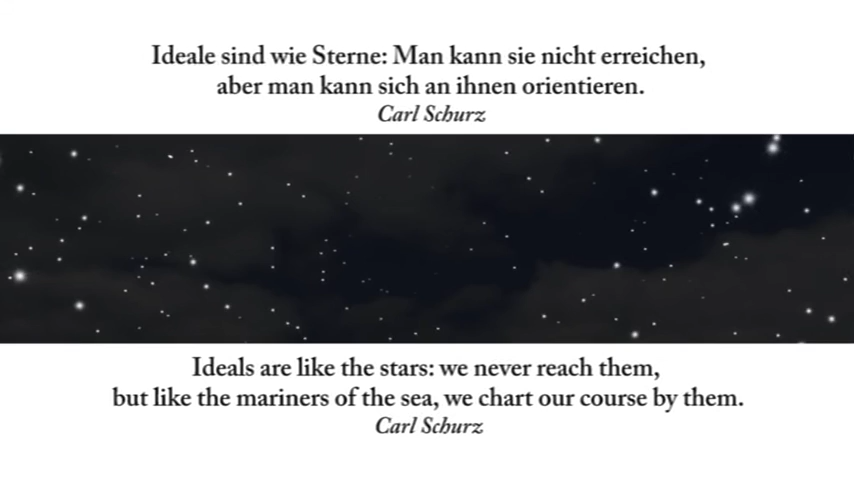 Ideale sind wie Sterne: Man kann sie nicht erreichen,
aber man kann sich an ihnen orientieren.
Carl Schurz
Ideals are like the stars: we never reach them,
but like the mariners of the sea, we chart our course by them.
Carl Schurz